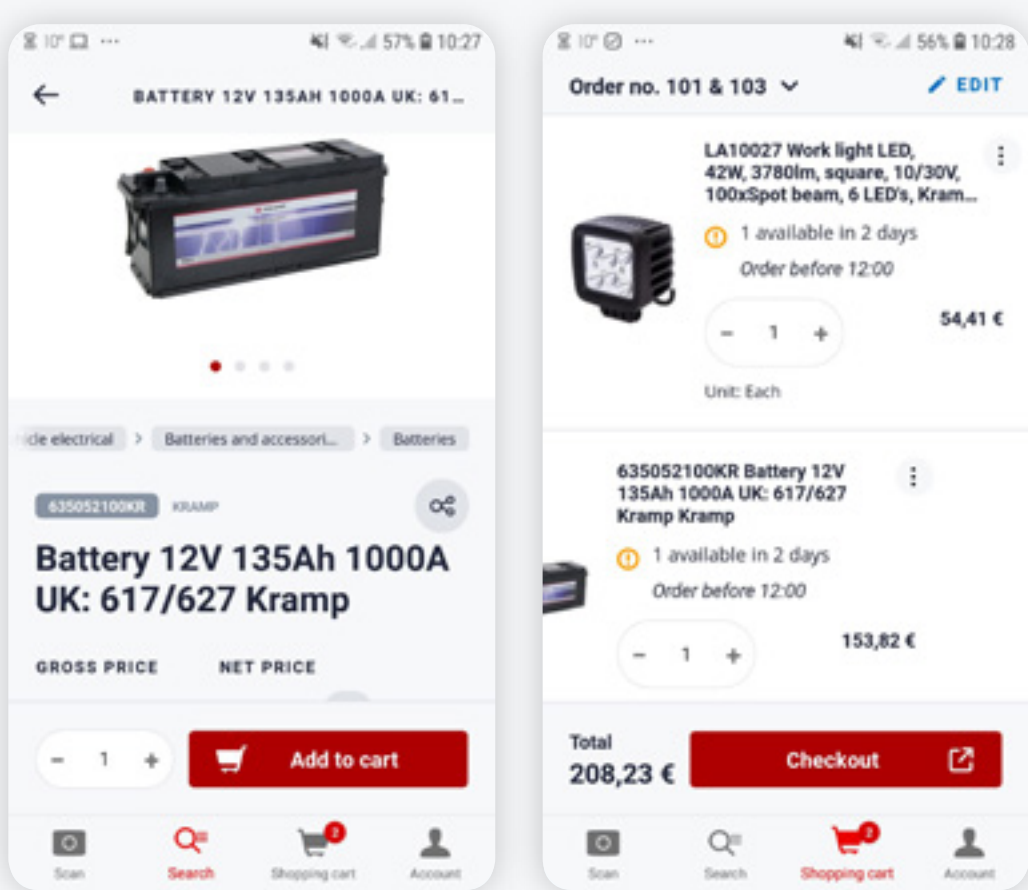 10°
57%
10:27
BATTERY 12V 135AH 1000A UK: 61...
cle electrical
Batteries and accessori...
Batteries
635052100KR
KRAMP
Battery 12V 135Ah 1000A
UK: 617/627 Kramp
GROSS PRICE
NET PRICE
- 1 +
Add to cart
2
Scan
Search
Shopping cart
Account
10°
56%
10:28
Order no. 101 & 103
EDIT
LA10027 Work light LED,
42W, 3780lm, square, 10/30V,
100xSpot beam, 6 LED's, Kram...
1 available in 2 days
Order before 12:00
- 1 +
54,41 €
Unit: Each
635052100KR Battery 12V
135Ah 1000A UK: 617/627
Kramp Kramp
1 available in 2 days
Order before 12:00
- 1 +
153,82 €
Total
208,23 €
Checkout
2
Scan
Search
Shopping cart
Account